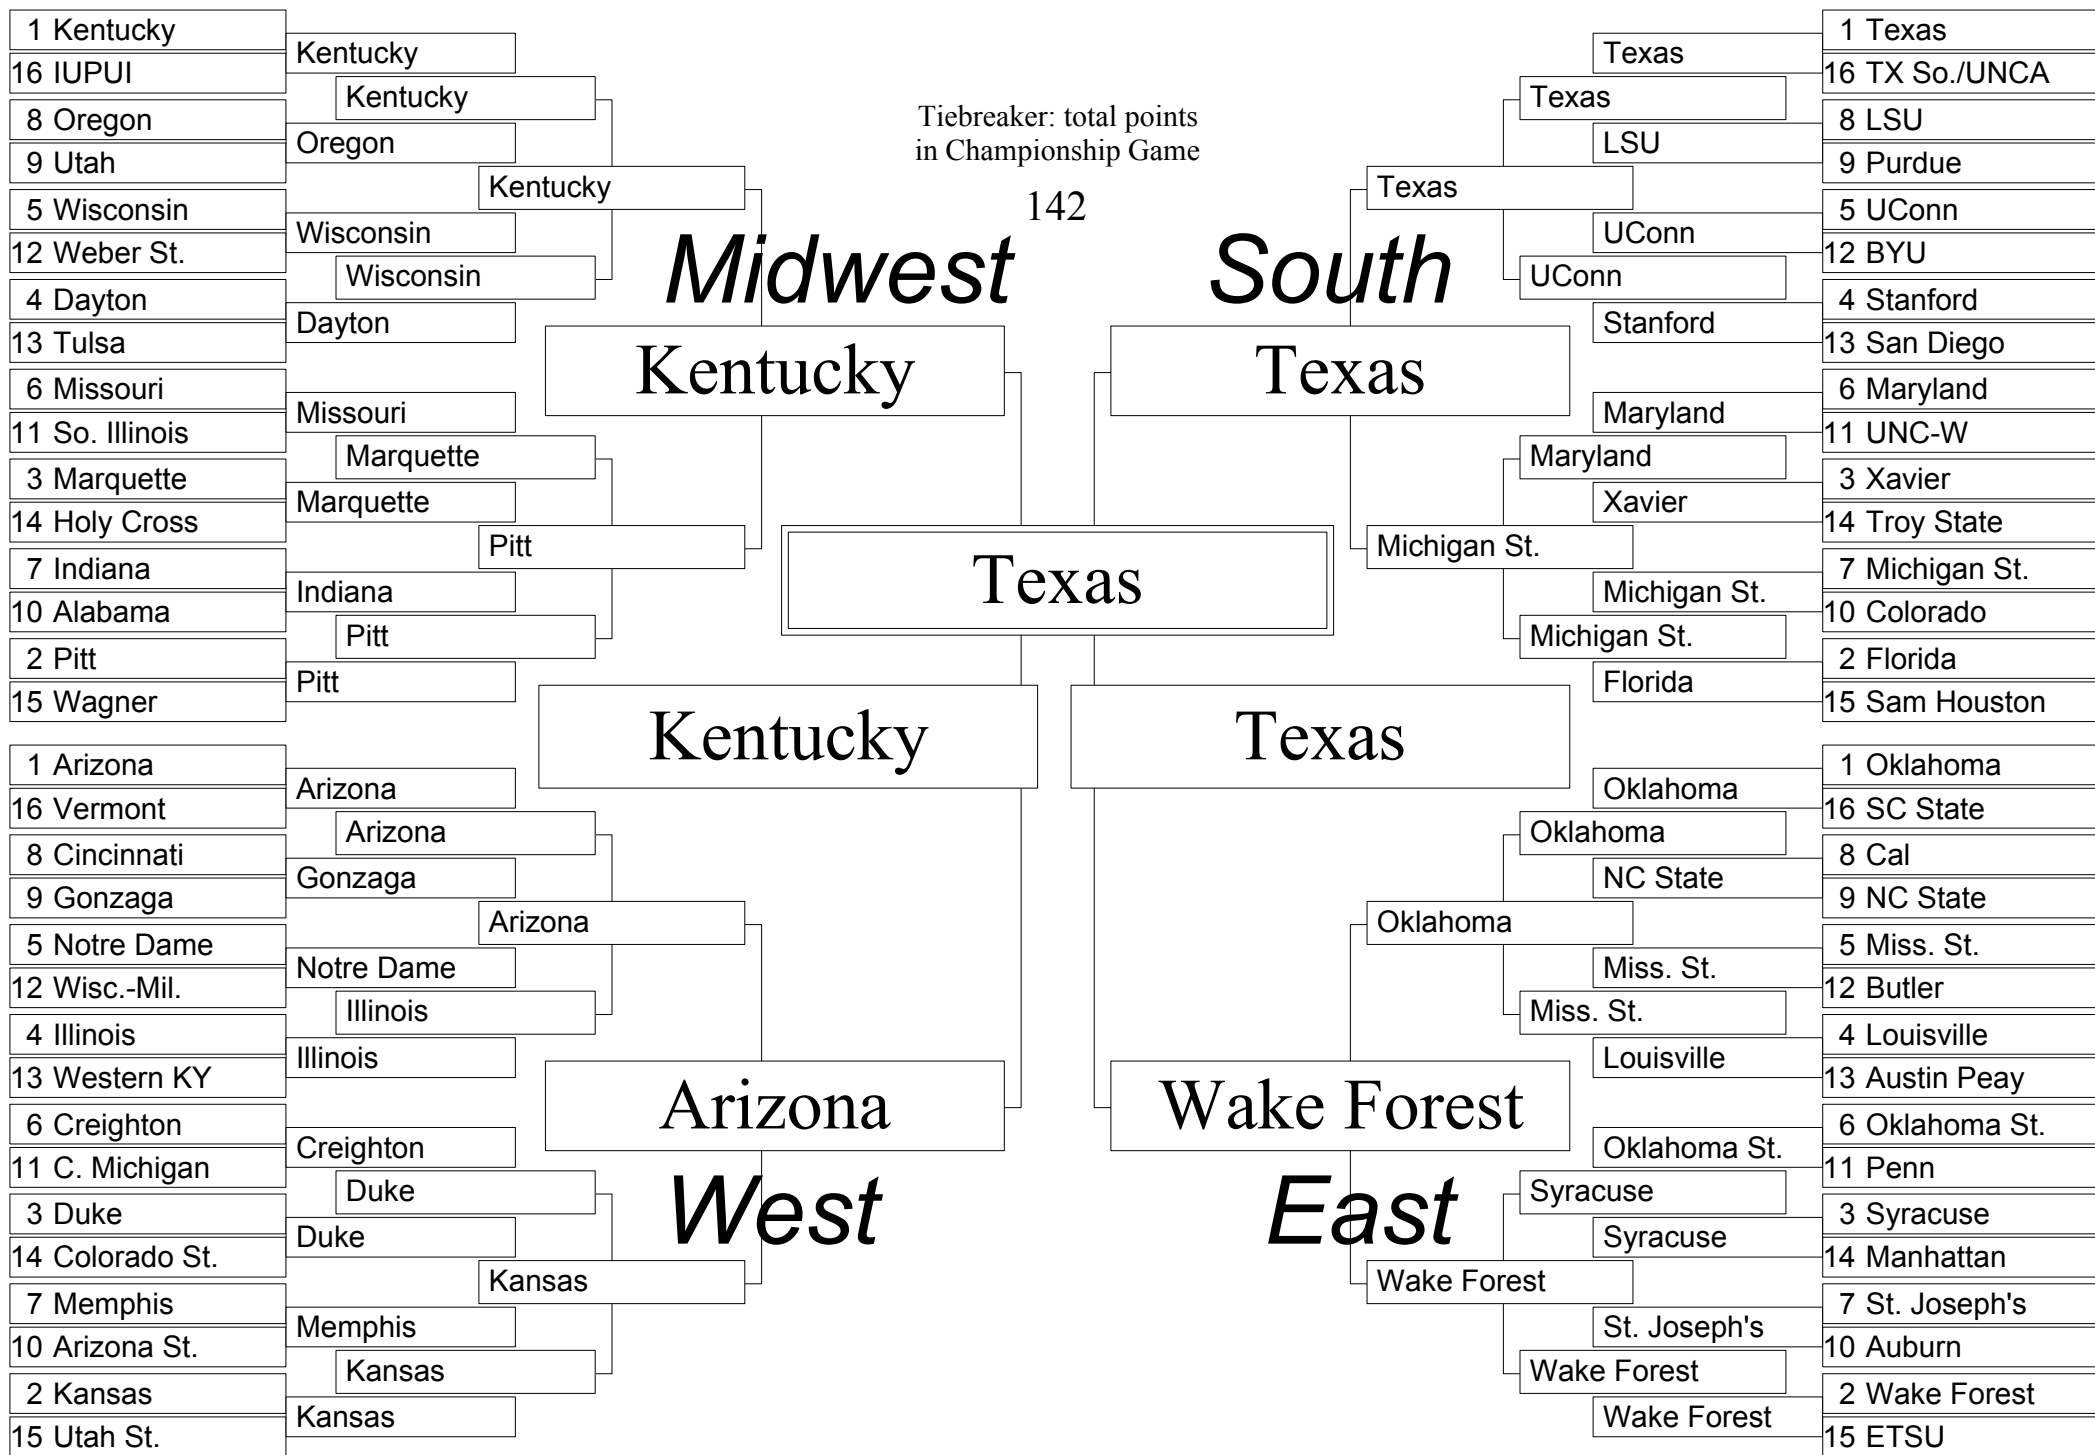 1 Kentucky
16 IUPUI
8 Oregon
9 Utah
5 Wisconsin
12 Weber St.
4 Dayton
13 Tulsa
6 Missouri
11 So. Illinois
3 Marquette
14 Holy Cross
7 Indiana
10 Alabama
2 Pitt
15 Wagner
Kentucky
Oregon
Wisconsin
Dayton
Missouri
Marquette
Indiana
Pitt
Kentucky
Wisconsin
Marquette
Pitt
Kentucky
Pitt
Midwest
Kentucky
1 Arizona
16 Vermont
8 Cincinnati
9 Gonzaga
5 Notre Dame
12 Wisc.-Mil.
4 Illinois
13 Western KY
6 Creighton
11 C. Michigan
3 Duke
14 Colorado St.
7 Memphis
10 Arizona St.
2 Kansas
15 Utah St.
Arizona
Gonzaga
Notre Dame
Illinois
Creighton
Duke
Memphis
Kansas
Arizona
Illinois
Duke
Kansas
Arizona
Kansas
Arizona
West
Tiebreaker: total points
in Championship Game
142
Texas
Kentucky
Texas
South
Texas
Texas
Michigan St.
Texas
UConn
Maryland
Michigan St.
Texas
LSU
UConn
Stanford
Maryland
Xavier
Michigan St.
Florida
1 Texas
16 TX So./UNCA
8 LSU
9 Purdue
5 UConn
12 BYU
4 Stanford
13 San Diego
6 Maryland
11 UNC-W
3 Xavier
14 Troy State
7 Michigan St.
10 Colorado
2 Florida
15 Sam Houston
Wake Forest
East
Oklahoma
Wake Forest
Oklahoma
Miss. St.
Syracuse
Wake Forest
Oklahoma
NC State
Miss. St.
Louisville
Oklahoma St.
Syracuse
St. Joseph's
Wake Forest
1 Oklahoma
16 SC State
8 Cal
9 NC State
5 Miss. St.
12 Butler
4 Louisville
13 Austin Peay
6 Oklahoma St.
11 Penn
3 Syracuse
14 Manhattan
7 St. Joseph's
10 Auburn
2 Wake Forest
15 ETSU